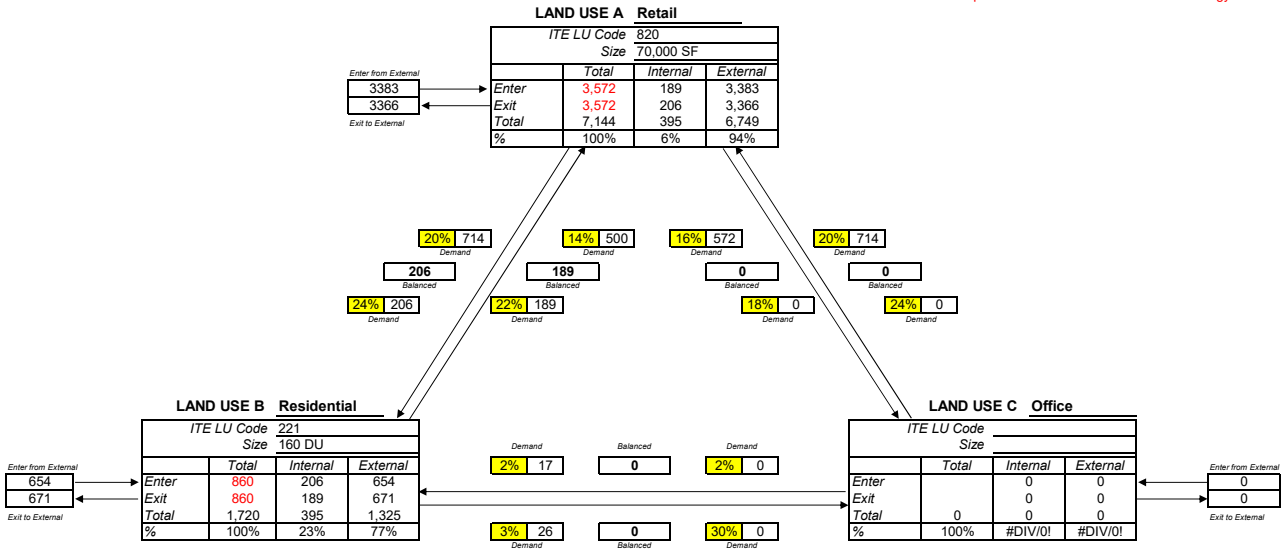 LAND USE A Retail
ITE LU Code 820
Size 70,000 SF
Total Internal External
Enter from External
3383
3366
Exit to External
Enter 3,572 189 3,383
Exit 3,572 206 3,366
Total 7,144 395 6,749
% 100% 6% 94%
20% 714 14% 500 16% 572 20% 714
Demand Demand Demand Demand
206 189 0 0
Balanced Balanced Balanced Balanced
24% 206 22% 189 18% 0 24% 0
Demand Demand Demand Demand
LAND USE B Residential
ITE LU Code 221
Size 160 DU
Total Internal External
Enter from External
654
671
Exit to External
Enter 860 206 654
Exit 860 189 671
Total 1,720 395 1,325
% 100% 23% 77%
Demand Balanced Demand
2% 17 0 2% 0
3% 26 0 30% 0
Demand Balanced Demand
LAND USE C Office
ITE LU Code
Size
Total Internal External
Enter 0 0
Exit 0 0
Total 0 0 0
% 100% #DIV/0! #DIV/0!
Enter from External
0
0
Exit to External